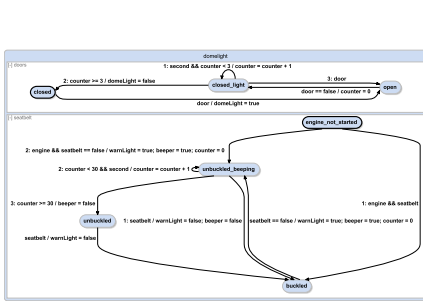 domelight
[-] doors
1: second && counter < 3 / counter = counter + 1
2: counter >= 3 / domeLight = false
3: door
closed
closed_light
open
door == false / counter = 0
door / domeLight = true
[-] seatbelt
engine_not_started
2: engine && seatbelt == false / warnLight = true; beeper = true; counter = 0
2: counter < 30 && second / counter = counter + 1
unbuckled_beeping
3: counter >= 30 / beeper = false
1: engine && seatbelt
unbuckled
1: seatbelt / warnLight = false; beeper = false
seatbelt == false / warnLight = true; beeper = true; counter = 0
seatbelt / warnLight = false
buckled